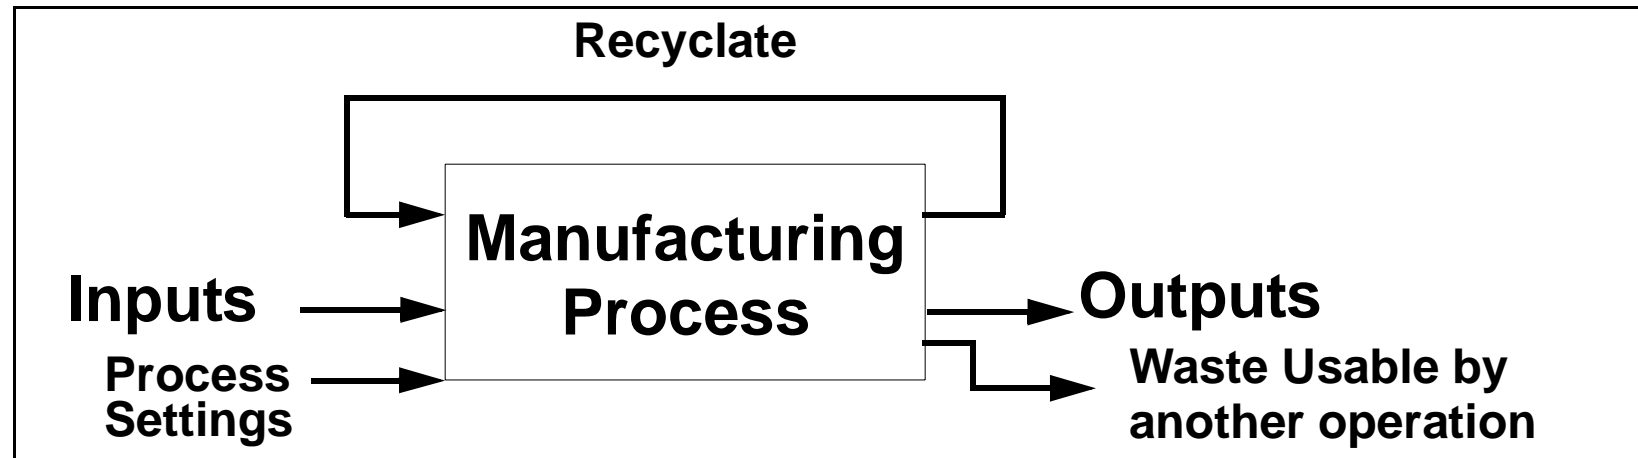 Recyclate
Manufacturing
Process
Inputs
Outputs
Process
Settings
Waste Usable by
another operation